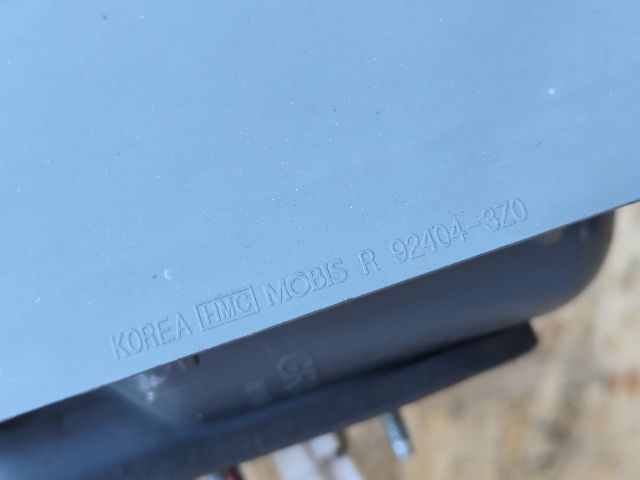 KOREA HMC MOBIS R 92404-3Z0